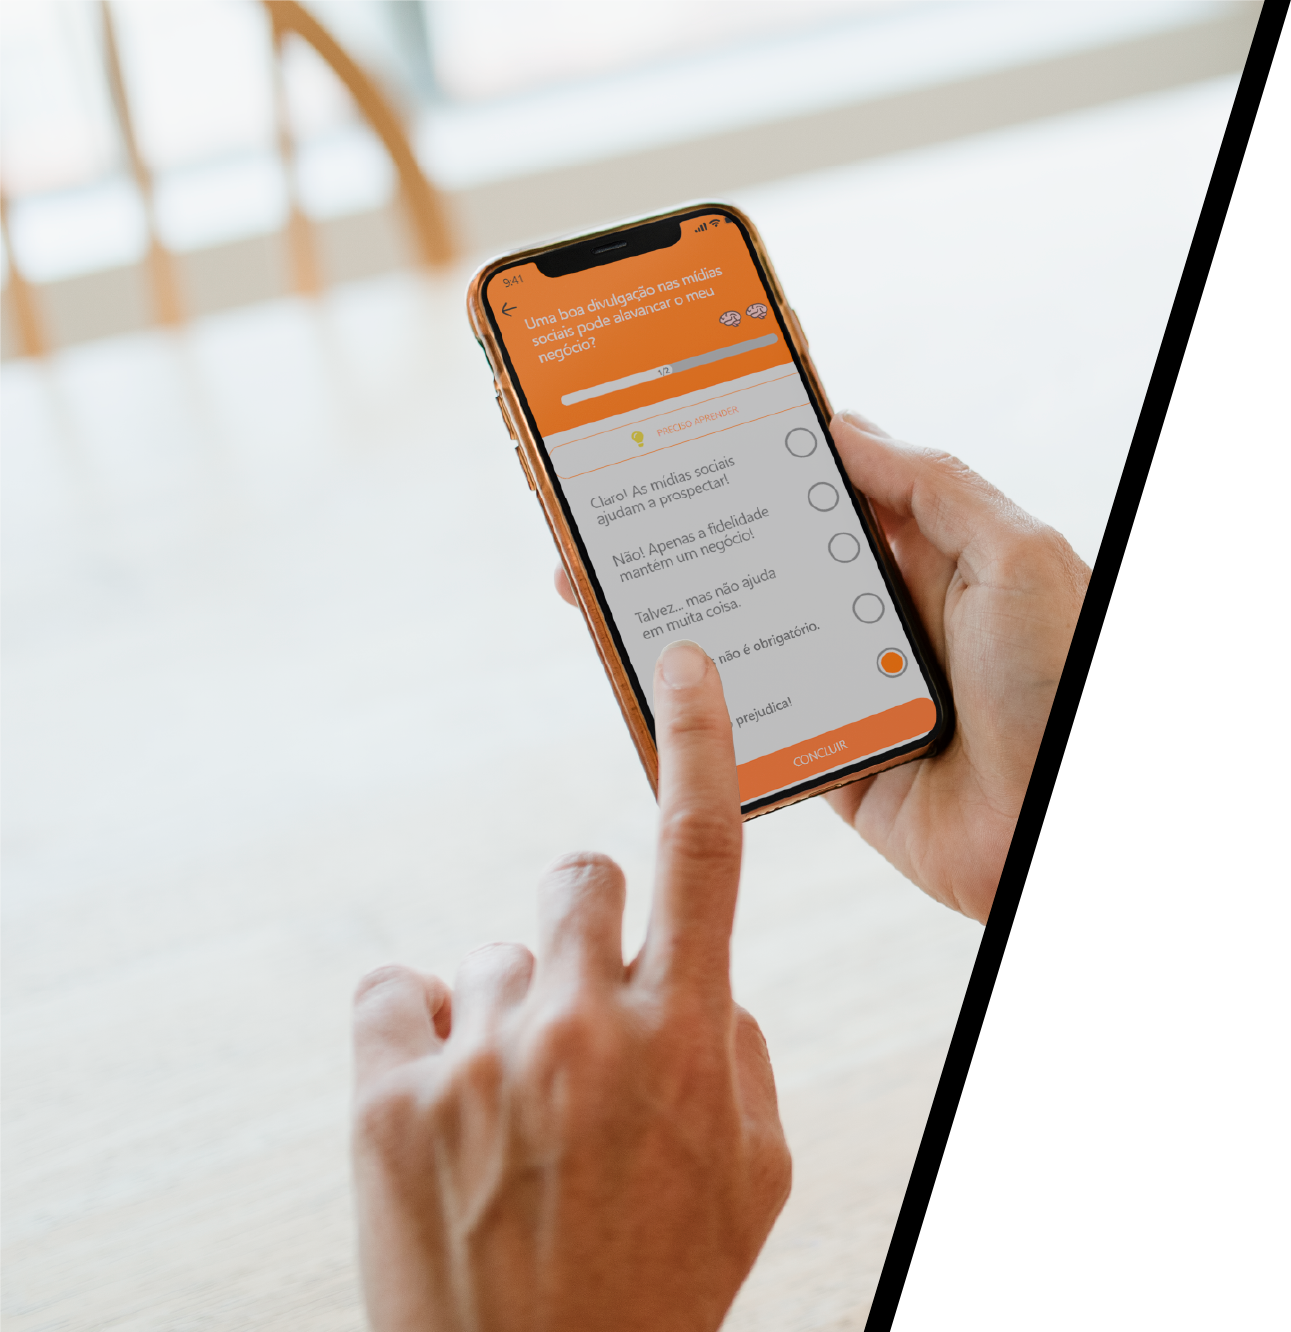 9:41
Uma boa divulgação nas mídias
sociais pode alavancar o meu
negócio?
1/2
PRECISO APRENDER
Claro! As mídias sociais
ajudam a prospectar!
Não! Apenas a fidelidade
mantém um negócio!
Talvez... mas não ajuda
em muita coisa.
não é obrigatório.
prejudica!
CONCLUIR